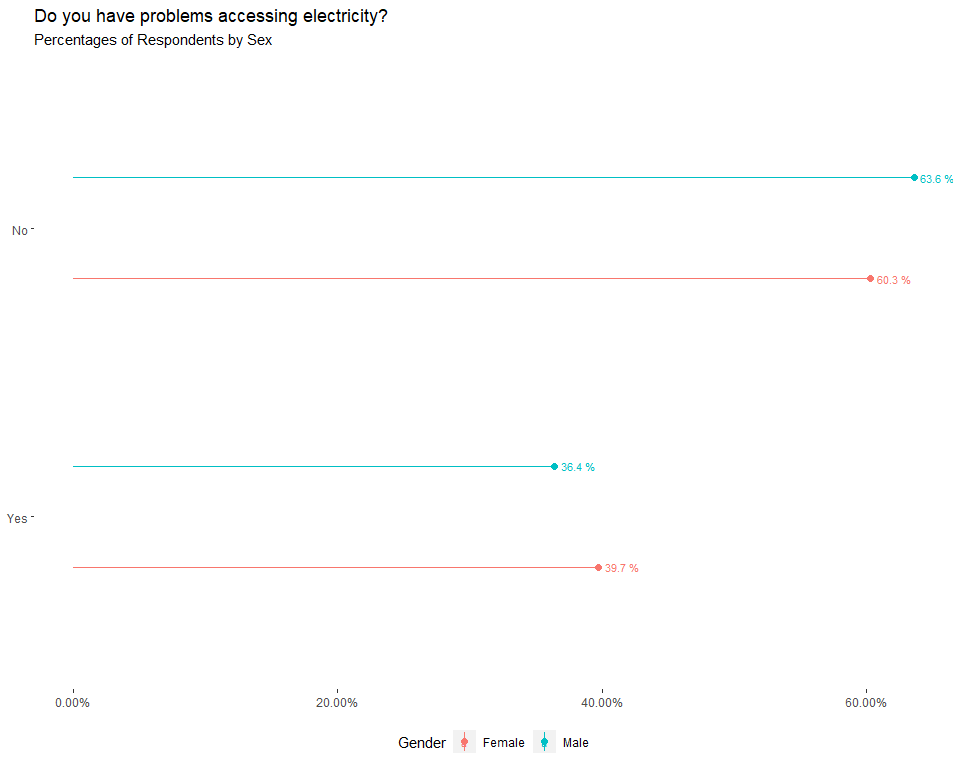 Do you have problems accessing electricity?
Percentages of Respondents by Sex
63.6 %
No
60.3 %
36.4 %
Yes
39.7 %
0.00% 20.00% 40.00% 60.00%
Gender Female Male